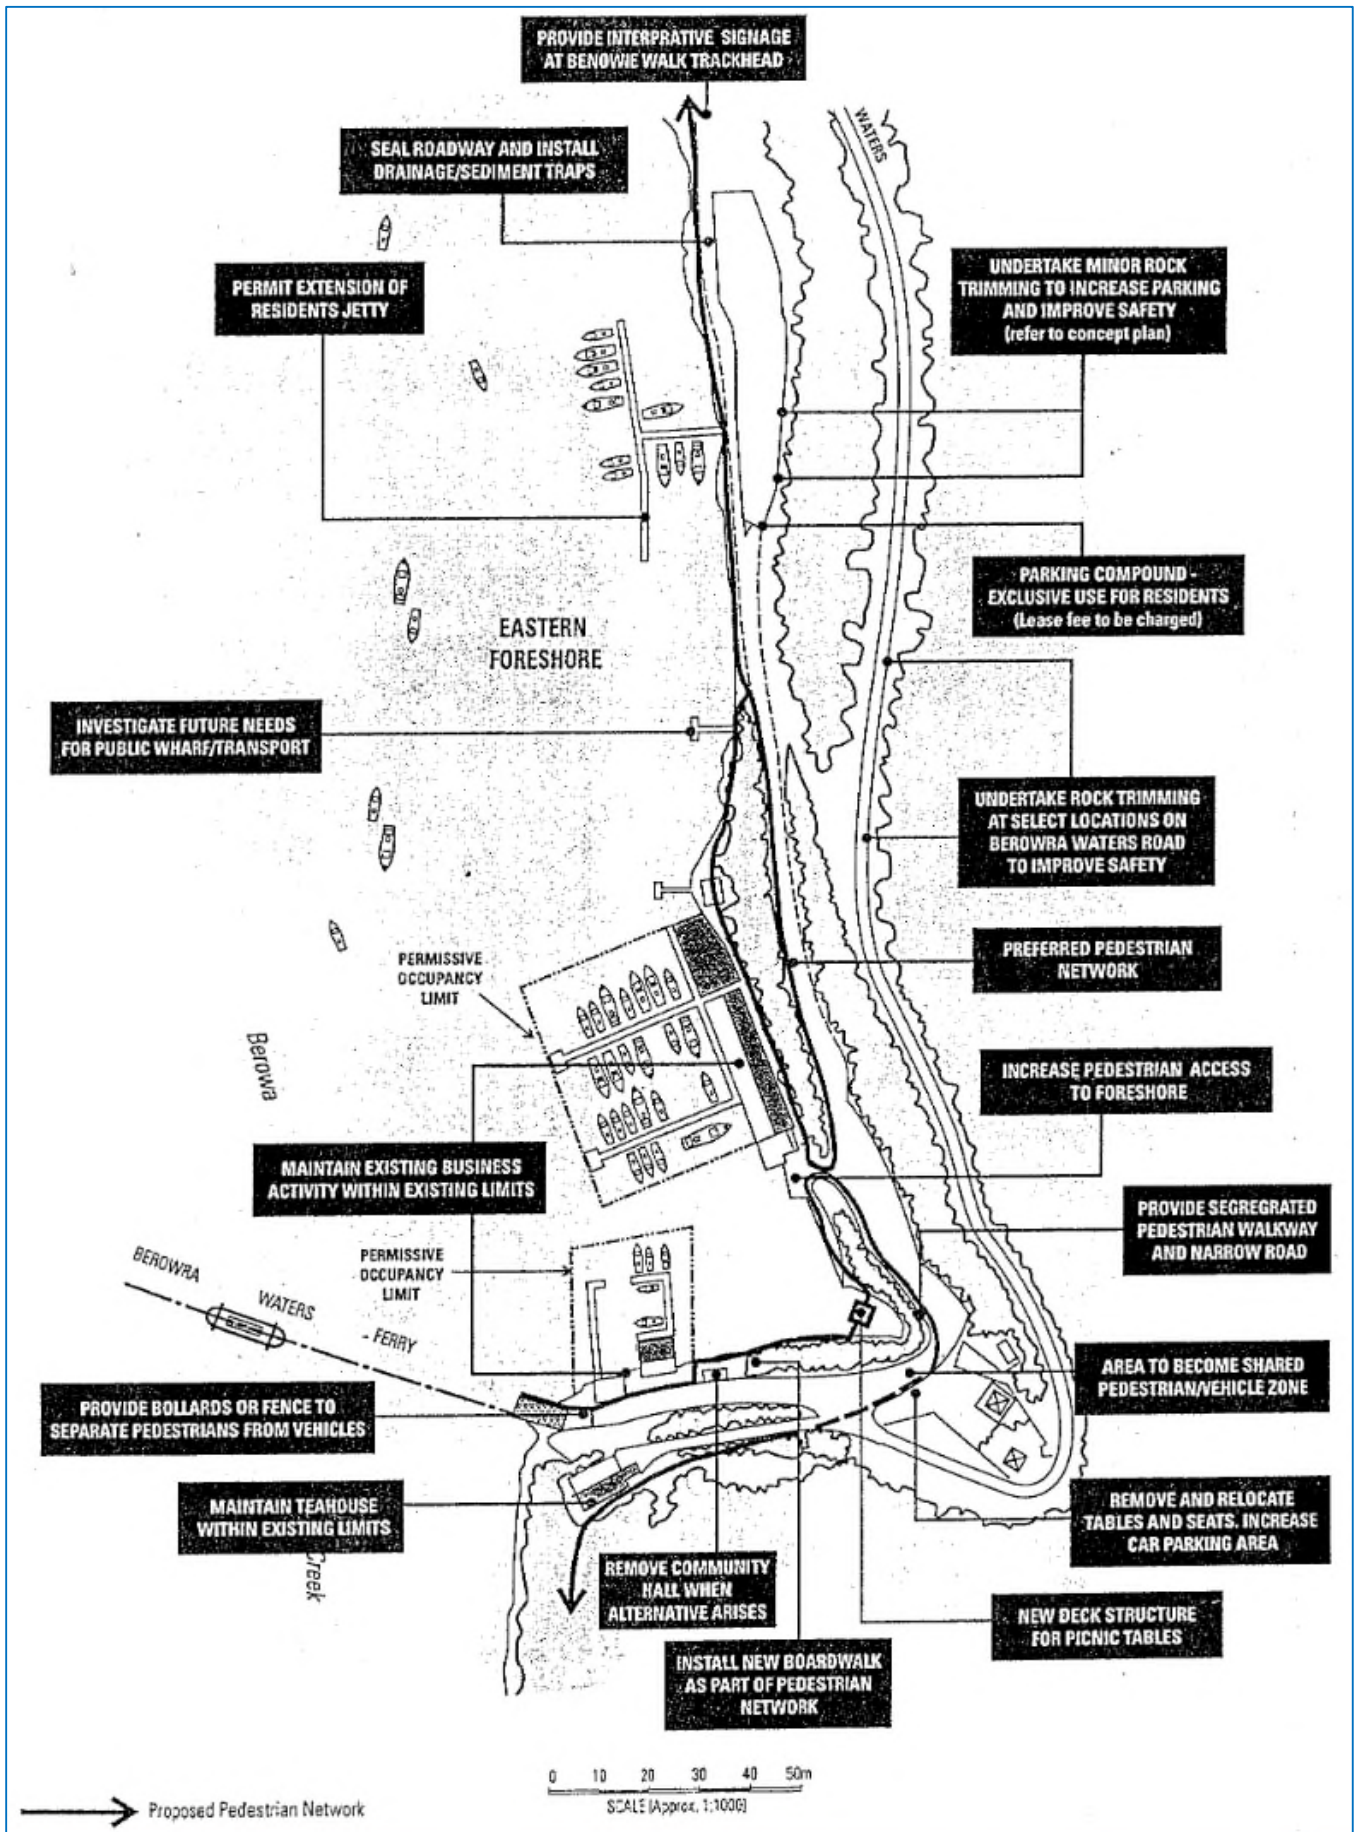 PROVIDE INTERPRATIVE SIGNAGE
AT BENOWIE WALK TRACKHEAD
WATERS
SEAL ROADWAY AND INSTALL
DRAINAGE/SEDIMENT TRAPS
PERMIT EXTENSION OF
RESIDENTS JETTY
UNDERTAKE MINOR ROCK
TRIMMING TO INCREASE PARKING
AND IMPROVE SAFETY
(refer to concept plan)
PARKING COMPOUND -
EXCLUSIVE USE FOR RESIDENTS
(Lease fee to be charged)
EASTERN
FORESHORE
INVESTIGATE FUTURE NEEDS
FOR PUBLIC WHARF/TRANSPORT
UNDERTAKE ROCK TRIMMING
AT SELECT LOCATIONS ON
BEROWRA WATERS ROAD
TO IMPROVE SAFETY
PREFERRED PEDESTRIAN
NETWORK
PERMISSIVE
OCCUPANCY
LIMIT
Berowa
INCREASE PEDESTRIAN ACCESS
TO FORESHORE
MAINTAIN EXISTING BUSINESS
ACTIVITY WITHIN EXISTING LIMITS
PROVIDE SEGREGRATED
PEDESTRIAN WALKWAY
AND NARROW ROAD
PERMISSIVE
OCCUPANCY
LIMIT
BEROWRA
WATERS
- FERRY
AREA TO BECOME SHARED
PEDESTRIAN/VEHICLE ZONE
PROVIDE BOLLARDS OR FENCE TO
SEPARATE PEDESTRIANS FROM VEHICLES
MAINTAIN TEAHOUSE
WITHIN EXISTING LIMITS
REMOVE AND RELOCATE
TABLES AND SEATS. INCREASE
CAR PARKING AREA
Creek
REMOVE COMMUNITY
HALL WHEN
ALTERNATIVE ARISES
NEW DECK STRUCTURE
FOR PICNIC TABLES
INSTALL NEW BOARDWALK
AS PART OF PEDESTRIAN
NETWORK
0 10 20 30 40 50m
SCALE (Approx. 1:1000)
Proposed Pedestrian Network